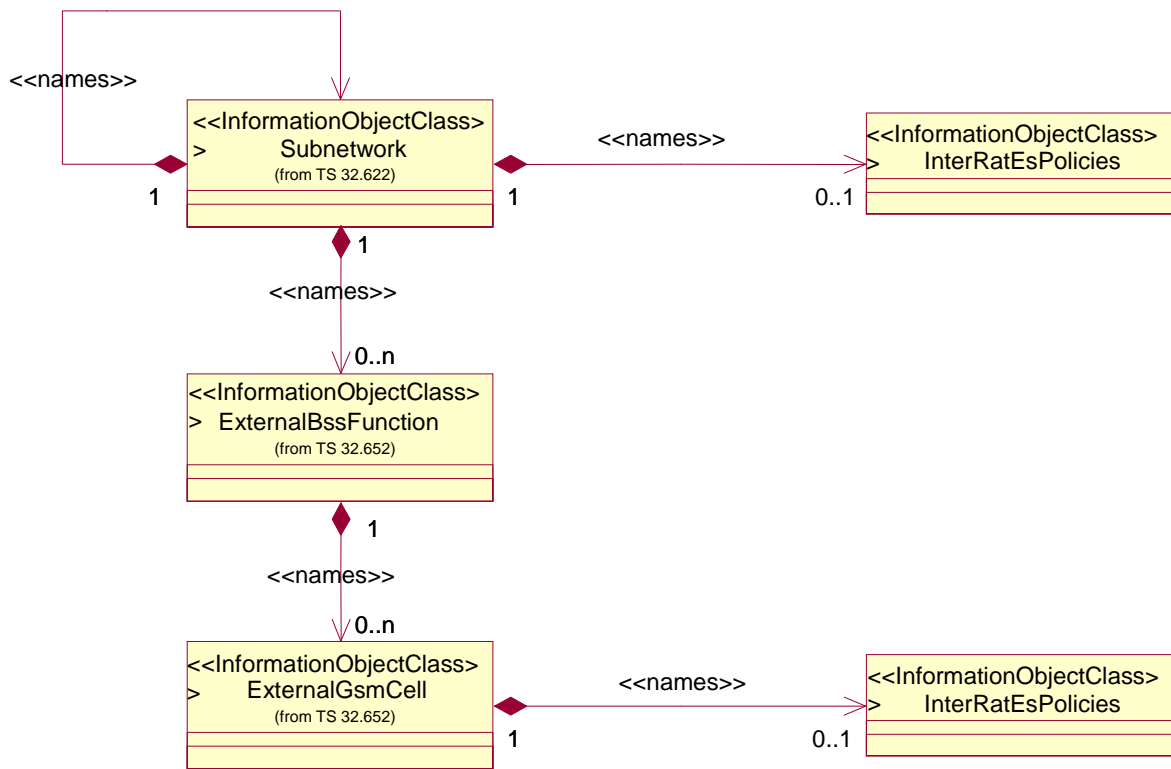 <<names>>
<<InformationObjectClass>
> Subnetwork
(from TS 32.622)
1
1
<<names>>
0..1
<<InformationObjectClass>
> InterRatEsPolicies
1
<<names>>
0..n
<<InformationObjectClass>
> ExternalBssFunction
(from TS 32.652)
1
<<names>>
0..n
<<InformationObjectClass>
> ExternalGsmCell
(from TS 32.652)
1
<<names>>
0..1
<<InformationObjectClass>
> InterRatEsPolicies